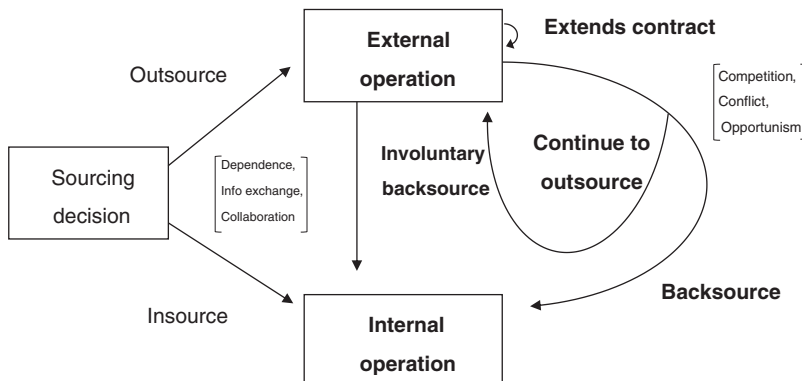 External
operation
Extends contract
Outsource
Competition,
Conflict,
Opportunism
Sourcing
decision
Dependence,
Info exchange,
Collaboration
Involuntary
backsource
Continue to
outsource
Insource
Backsource
Internal
operation